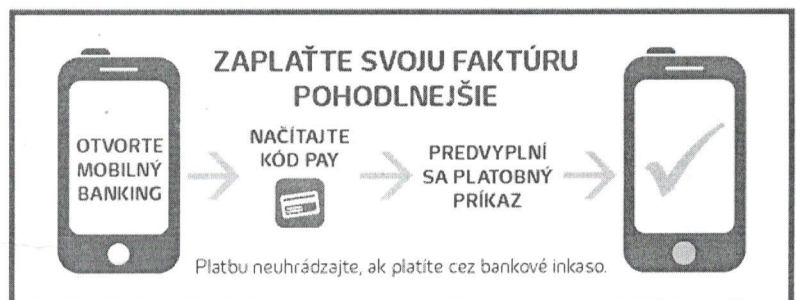 ZAPLAŤTE SVOJU FAKTÚRU
POHODLNEJŠIE
OTVORTE
MOBILNÝ
BANKING
NAČÍTAJTE
KÓD PAY
PREDVYPLNÍ
SA PLATOBNÝ
PRÍKAZ
Platbu neuhrádzajte, ak platíte cez bankové inkaso.